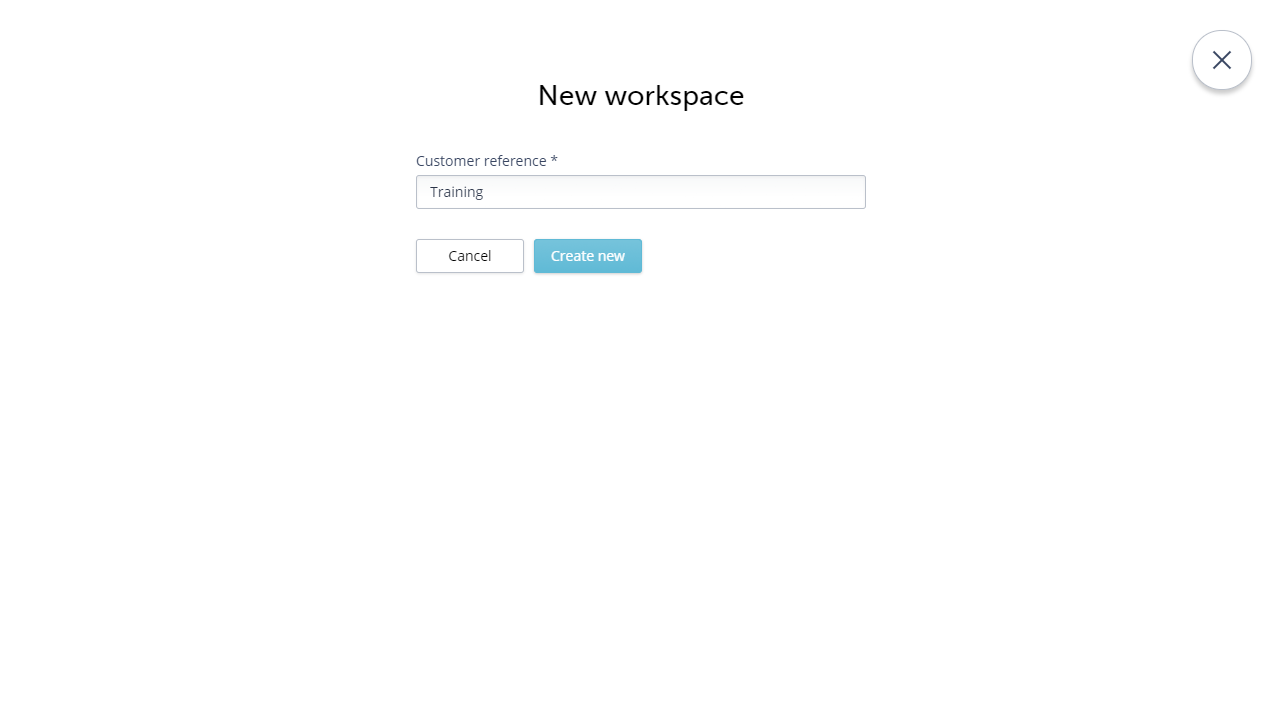 New workspace
Customer reference *
Training
Cancel
Create new